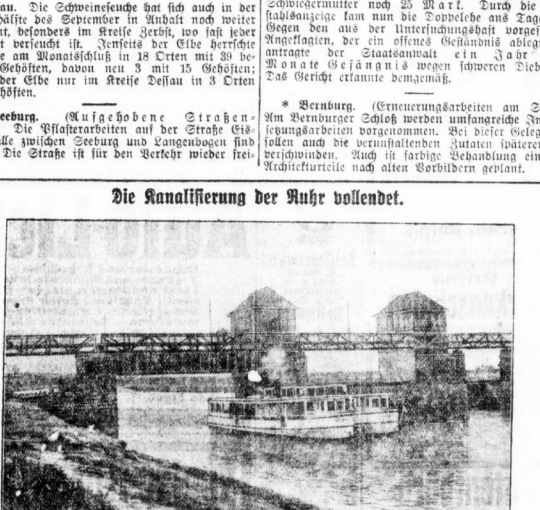 au. Die Schweineseuche hat sich auch in der
hälfte des September in Anhalt noch weiter
besonders im Kreise Zerbst, wo fast jeder
t verseucht ist. Jenseits der Elbe herrschte
e am Monatsschluß in 18 Orten mit 39 be-
Gehöften, davon neu 3 mit 15 Gehöften;
der Elbe nur im Kreise Dessau in 3 Orten
höften.
eeburg. (Aufgehobene Straßen-
Die Pflasterarbeiten auf der Straße Eis-
zwischen Seeburg und Langenbogen sind
Die Straße ist für den Verkehr wieder frei-
Schwiegermutter noch 25 Mark. Durch die
stahlsanzeige kam nun die Doppelehe ans Tage
Gegen den aus der Untersuchungshaft vorgef
Angeklagten, der ein offenes Geständnis ableg
antragte der Staatsanwalt ein Jahr
Monate Gefängnis wegen schweren Dieb
Das Gericht erkannte demgemäß.
* Bernburg. (Erneuerungsarbeiten am S
Am Bernburger Schloß werden umfangreiche In
setzungsarbeiten vorgenommen. Bei dieser Geleg
sollen auch die verunstaltenden Zutaten späterer
verschwinden. Auch ist farbige Behandlung ein
Architekturteile nach alten Vorbildern geplant.
Die Kanalisierung der Ruhr vollendet.